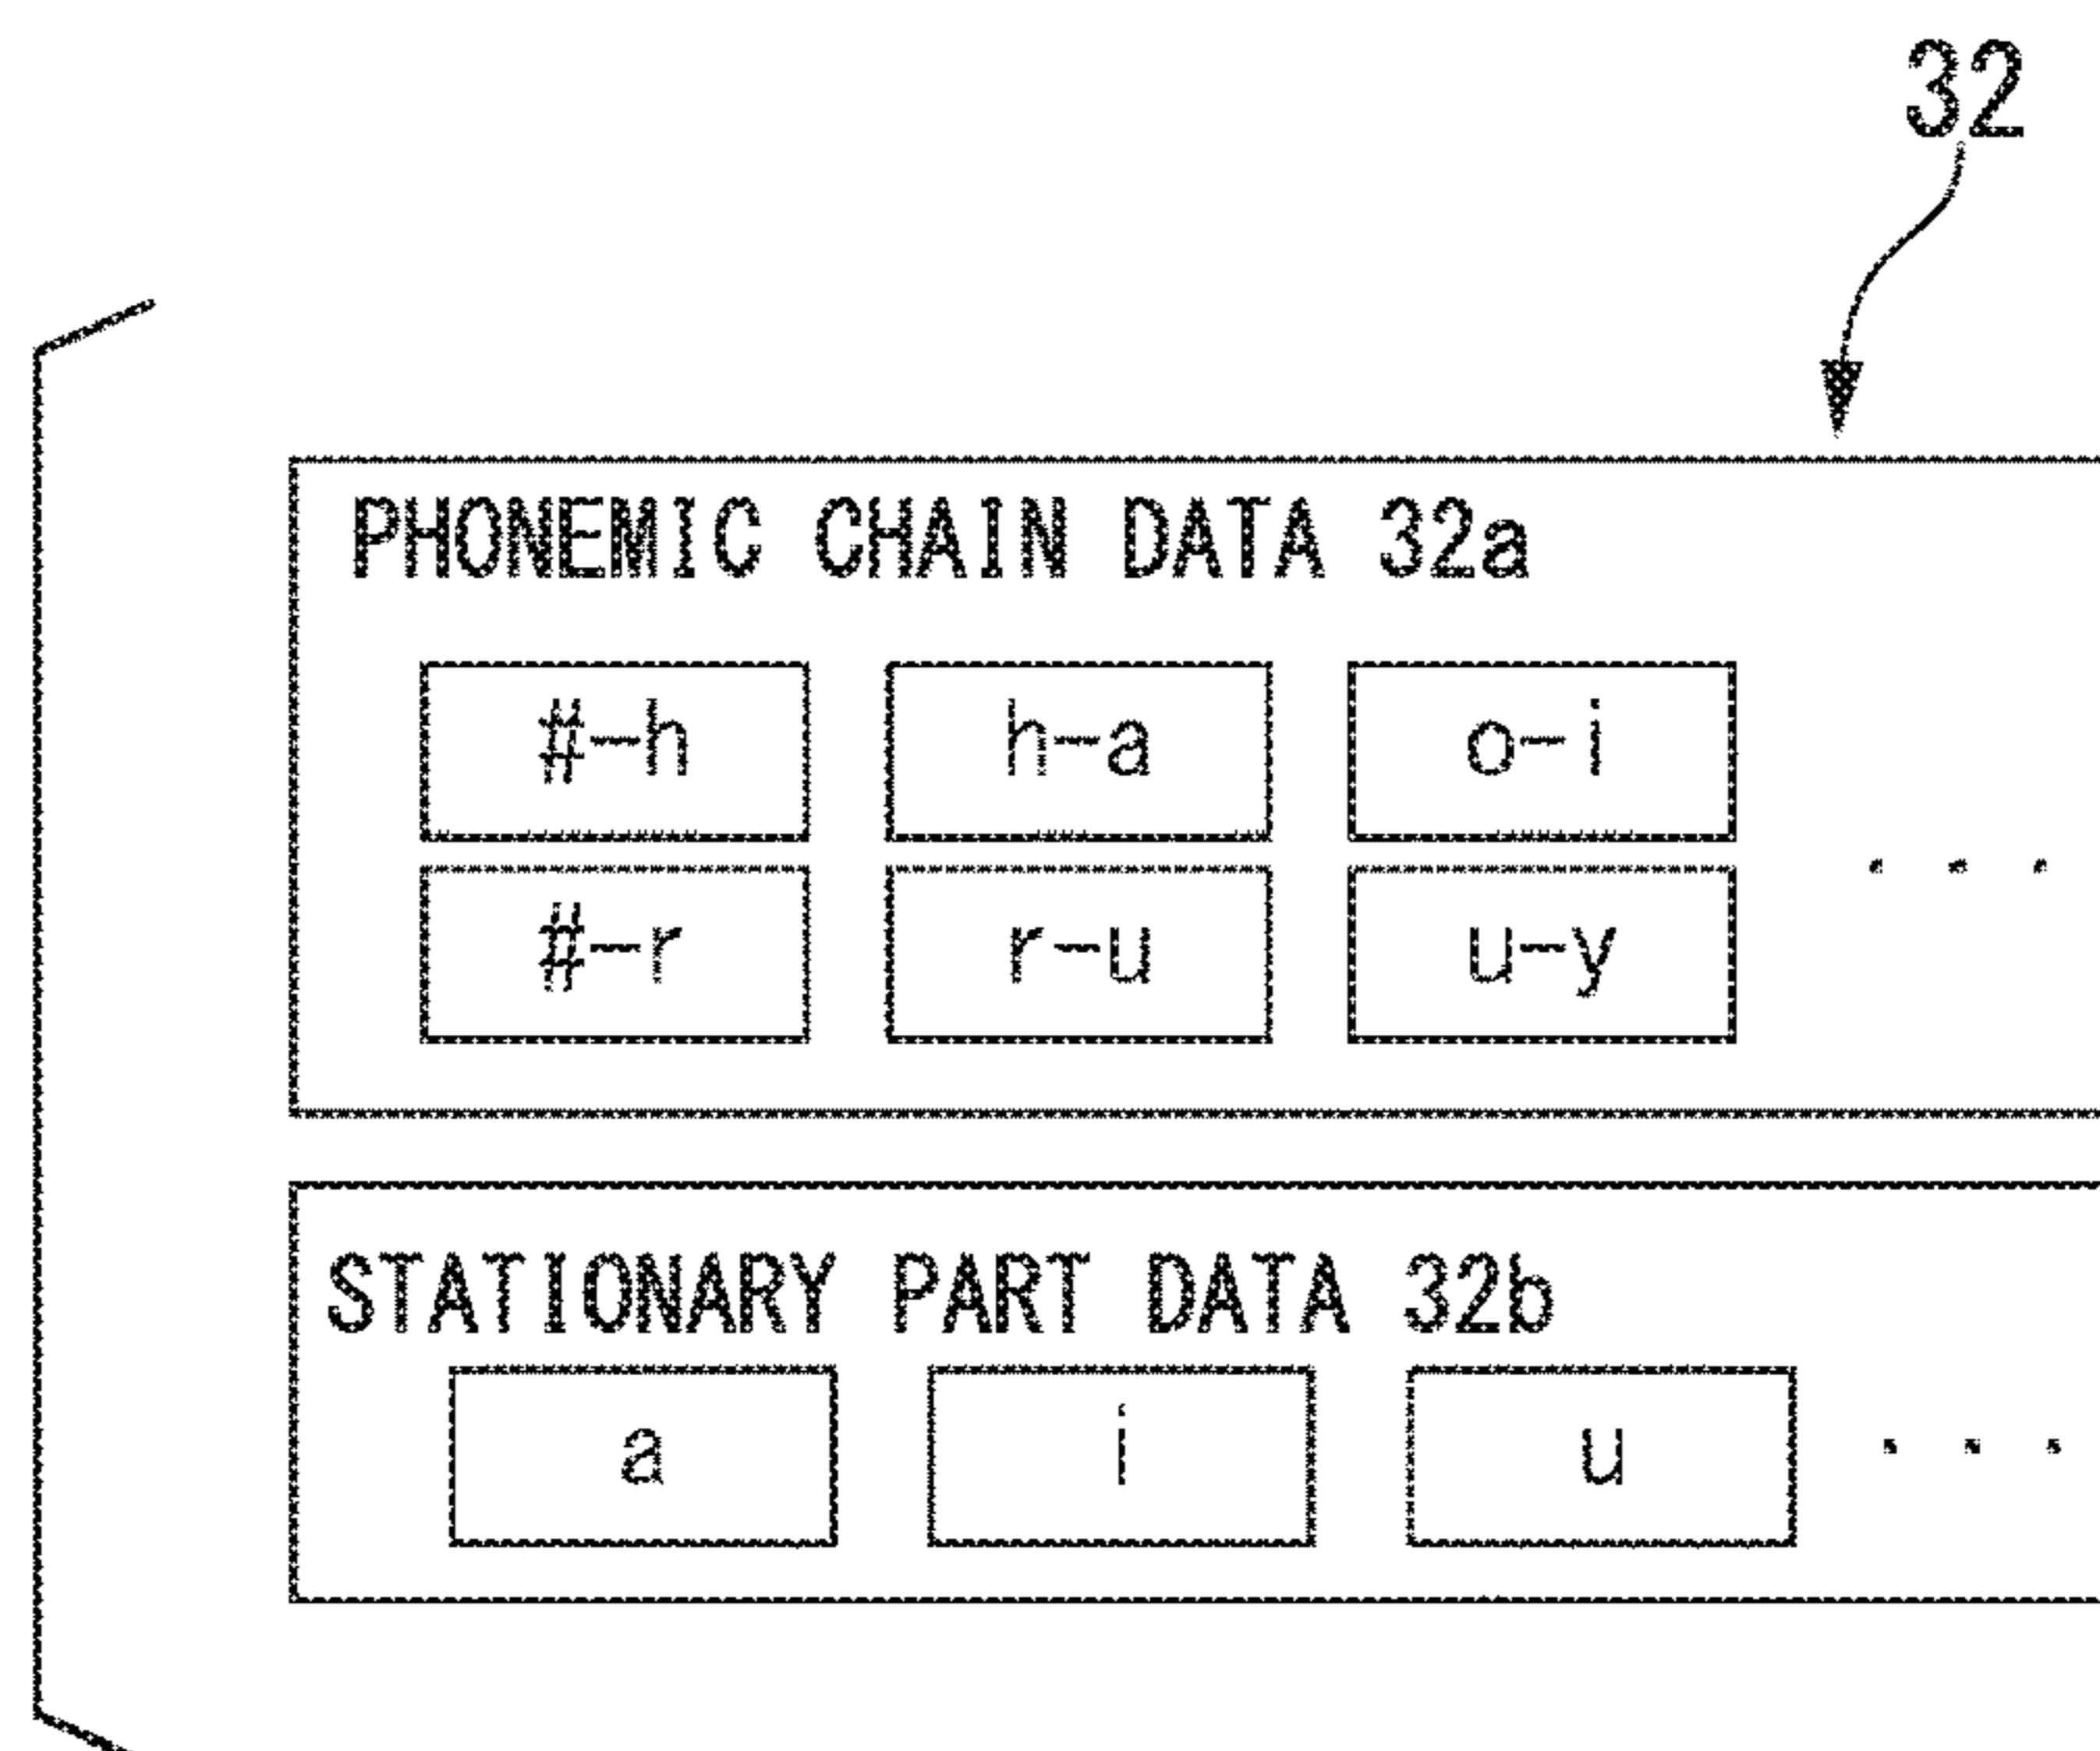 32
PHONEMIC CHAIN DATA 32a
#-h h-a o-i
#-r r-u u-y
. . .
STATIONARY PART DATA 32b
a i u . . .